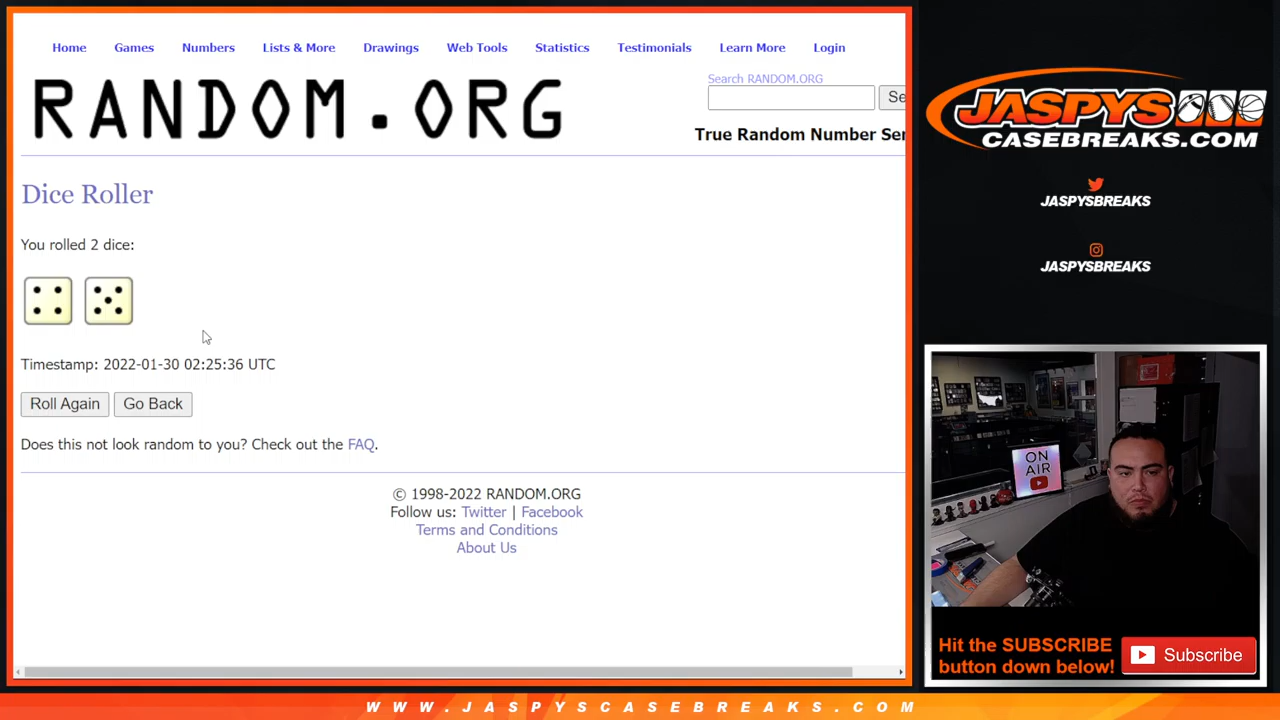 Home Games Numbers Lists & More Drawings Web Tools Statistics Testimonials Learn More Login
RANDOM.ORG
Search RANDOM.ORG
Se
True Random Number Ser
Dice Roller
You rolled 2 dice:
Timestamp: 2022-01-30 02:25:36 UTC
Roll Again Go Back
Does this not look random to you? Check out the FAQ.
© 1998-2022 RANDOM.ORG
Follow us: Twitter | Facebook
Terms and Conditions
About Us
JASPYS
CASEBREAKS.COM
JASPYSBREAKS
JASPYSBREAKS
ON
AIR
Hit the SUBSCRIBE
button down below!
Subscribe
WWW.JASPYSCASEBREAKS.COM